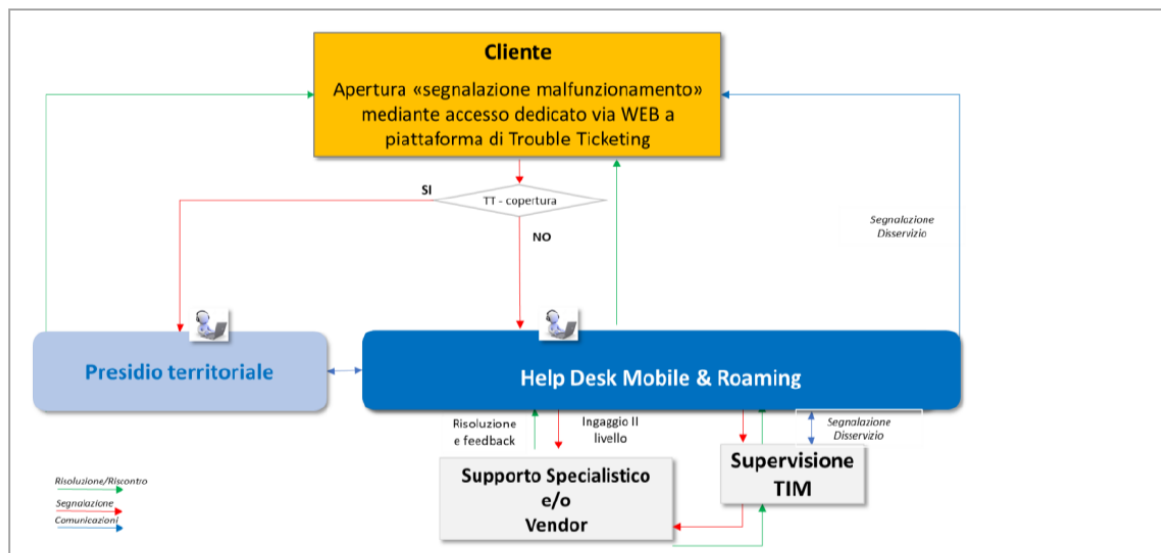 Cliente
Apertura «segnalazione malfunzionamento»
mediante accesso dedicato via WEB a
piattaforma di Trouble Ticketing
SI
TT - copertura
NO
Segnalazione
Disservizio
Presidio territoriale
Help Desk Mobile & Roaming
Risoluzione
e feedback
Ingaggio II
livello
Segnalazione
Disservizio
Supporto Specialistico
e/o
Vendor
Supervisione
TIM
Risoluzione/Riscontro
Segnalazione
Comunicazioni